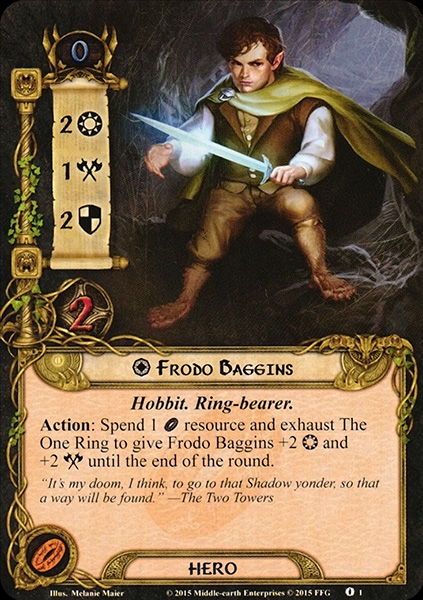 0
2
1
2
2
Frodo Baggins
Hobbit. Ring-bearer.
Action: Spend 1 resource and exhaust The
One Ring to give Frodo Baggins +2 and
+2 until the end of the round.
“It’s my doom, I think, to go to that Shadow yonder, so that
a way will be found.” —The Two Towers
HERO
Illus. Melanie Maier © 2015 Middle-earth Enterprises © 2015 FFG 1